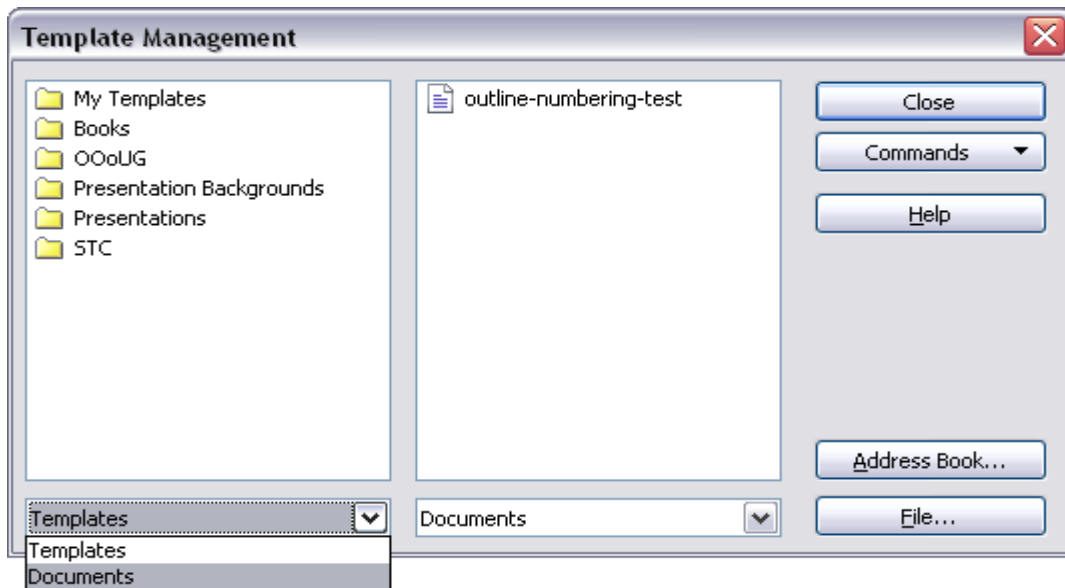 Template Management
My Templates
Books
OOoUG
Presentation Backgrounds
Presentations
STC
outline-numbering-test
Close
Commands
Help
Address Book...
File...
Templates
Documents
Templates
Documents